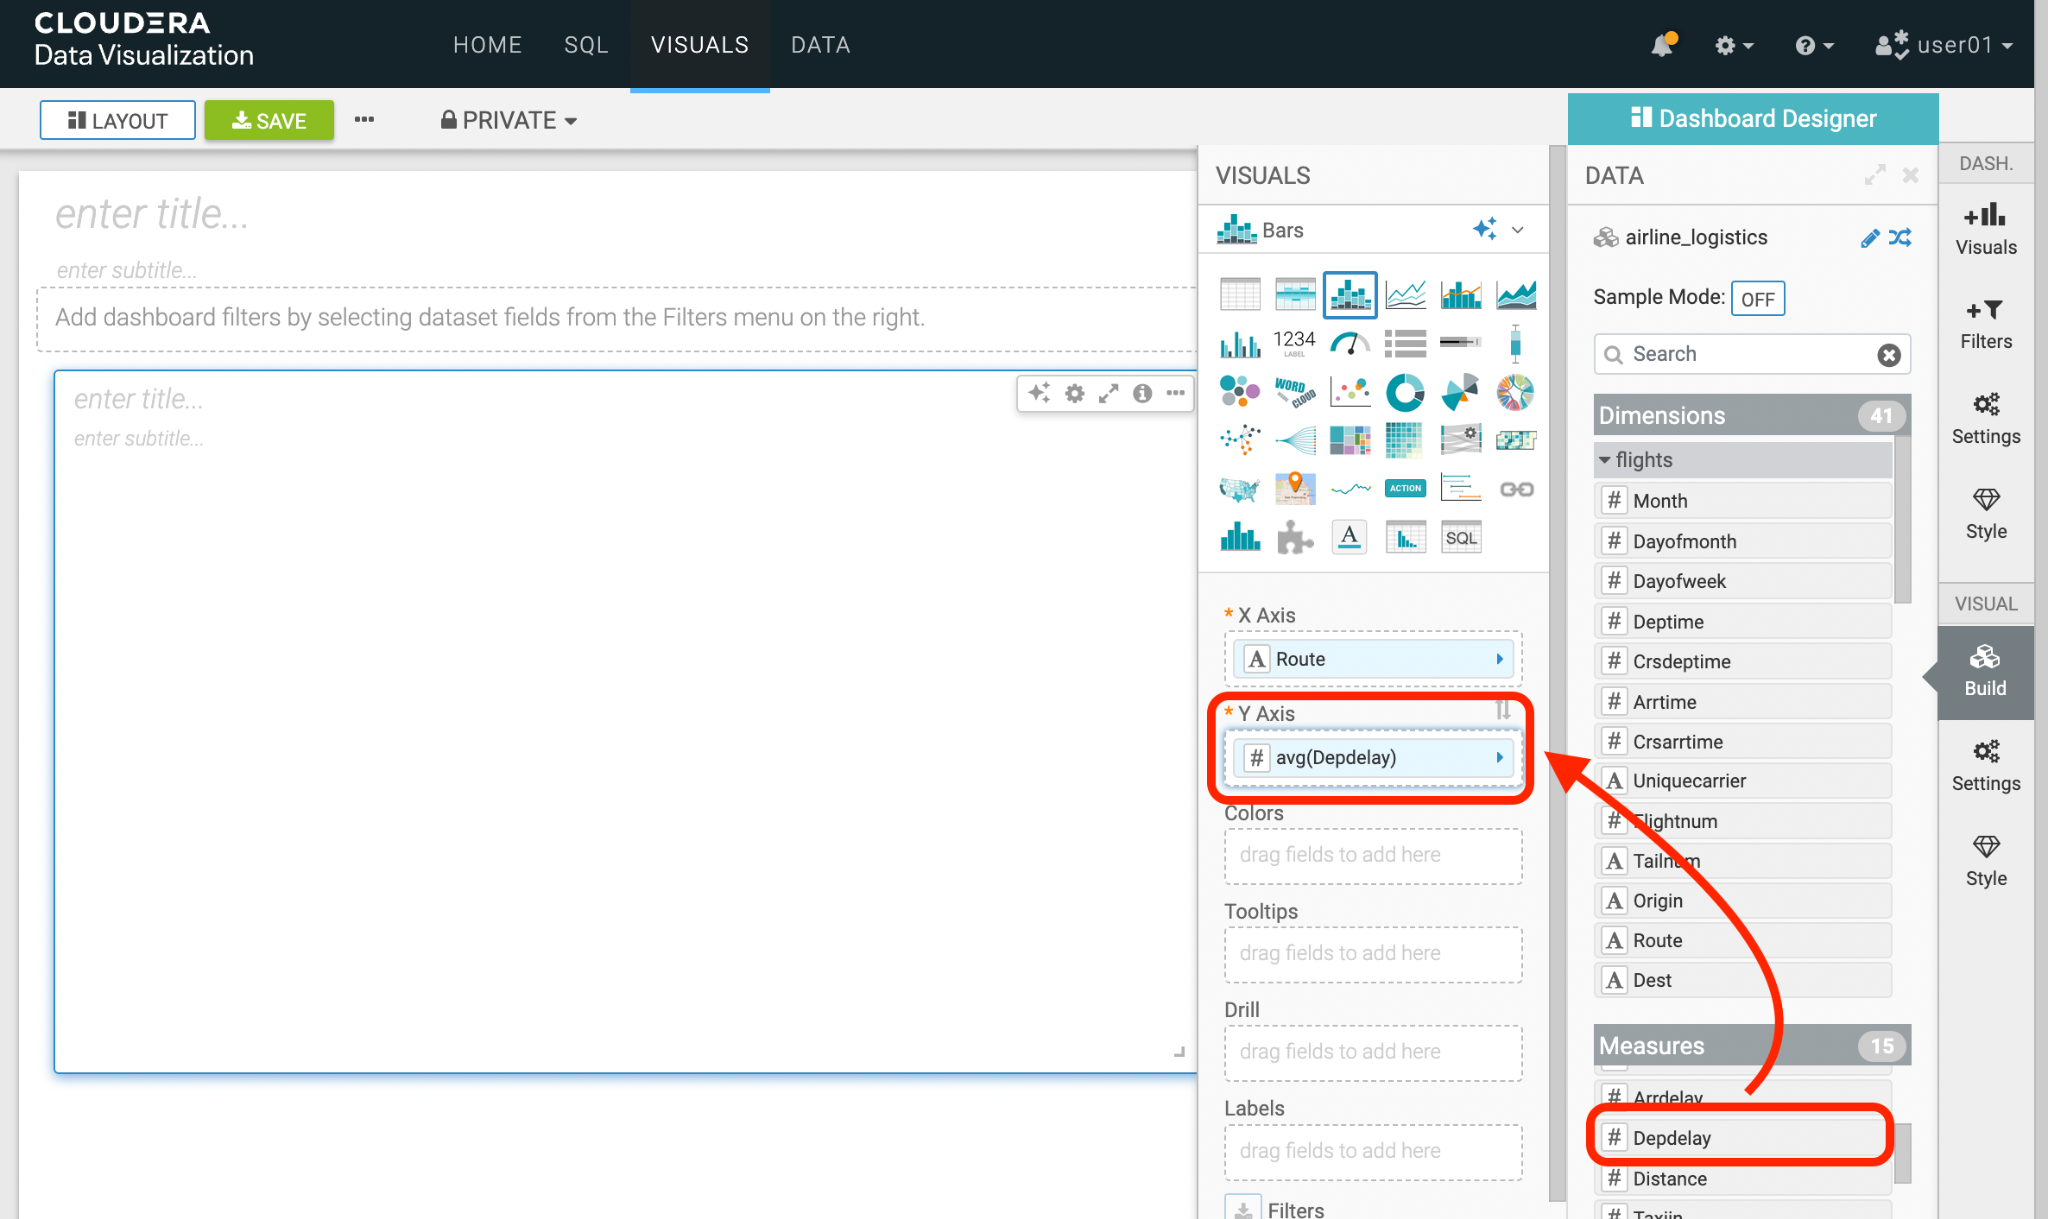 CLOUDERA
Data Visualization
HOME SQL VISUALS DATA
user01
LAYOUT SAVE PRIVATE
Dashboard Designer
enter title...
enter subtitle...
Add dashboard filters by selecting dataset fields from the Filters menu on the right.
enter title...
enter subtitle...
VISUALS
Bars
1234
LABEL
WORD
CLOUD
ACTION
A
SQL
* X Axis
A Route
* Y Axis
# avg(Depdelay)
Colors
drag fields to add here
Tooltips
drag fields to add here
Drill
drag fields to add here
Labels
drag fields to add here
Filters
DATA
airline_logistics
Sample Mode: OFF
Search
Dimensions 41
flights
# Month
# Dayofmonth
# Dayofweek
# Deptime
# Crsdeptime
# Arrtime
# Crsarrtime
A Uniquecarrier
# Flightnum
A Tailnum
A Origin
A Route
A Dest
Measures 15
# Arrdelay
# Depdelay
# Distance
# Taxiin
DASH.
Visuals
Filters
Settings
Style
VISUAL
Build
Settings
Style